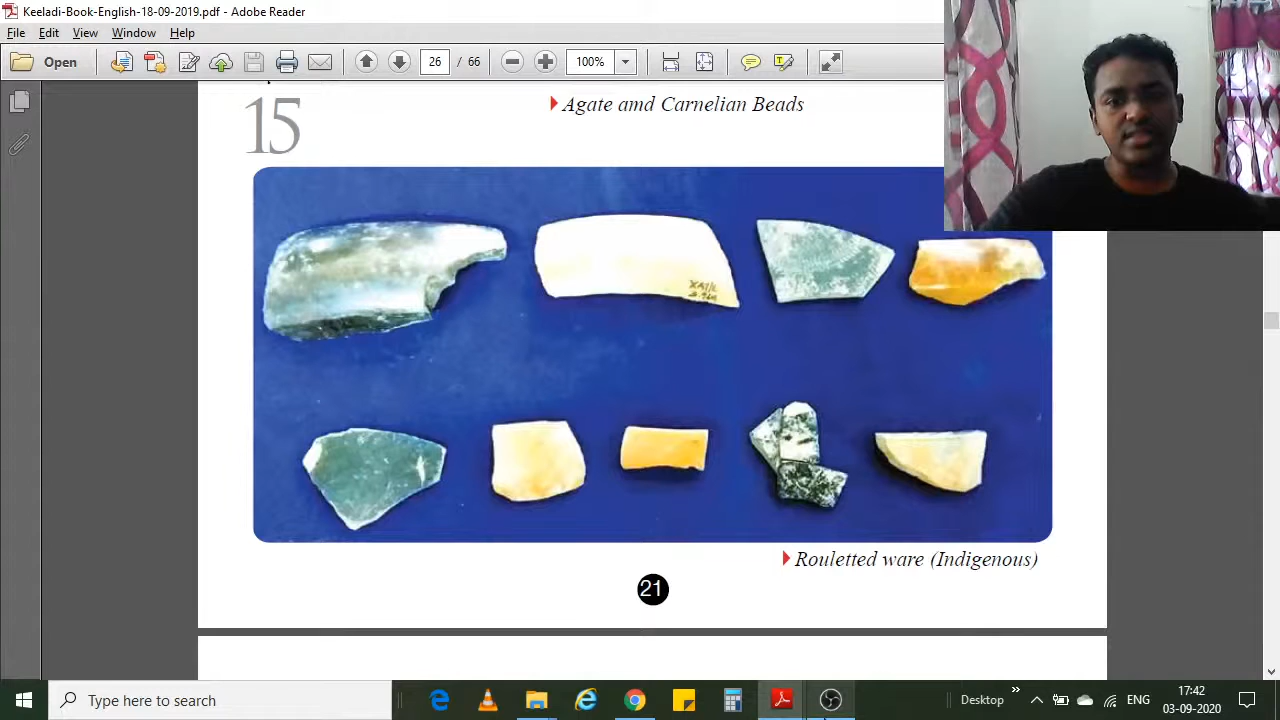 Keeladi-Book-English-18-09-2019.pdf - Adobe Reader
File Edit View Window Help
Open 26 / 66 100%
15
Agate amd Carnelian Beads
Rouletted ware (Indigenous)
21
Type here to search
Desktop
ENG
17:42
03-09-2020